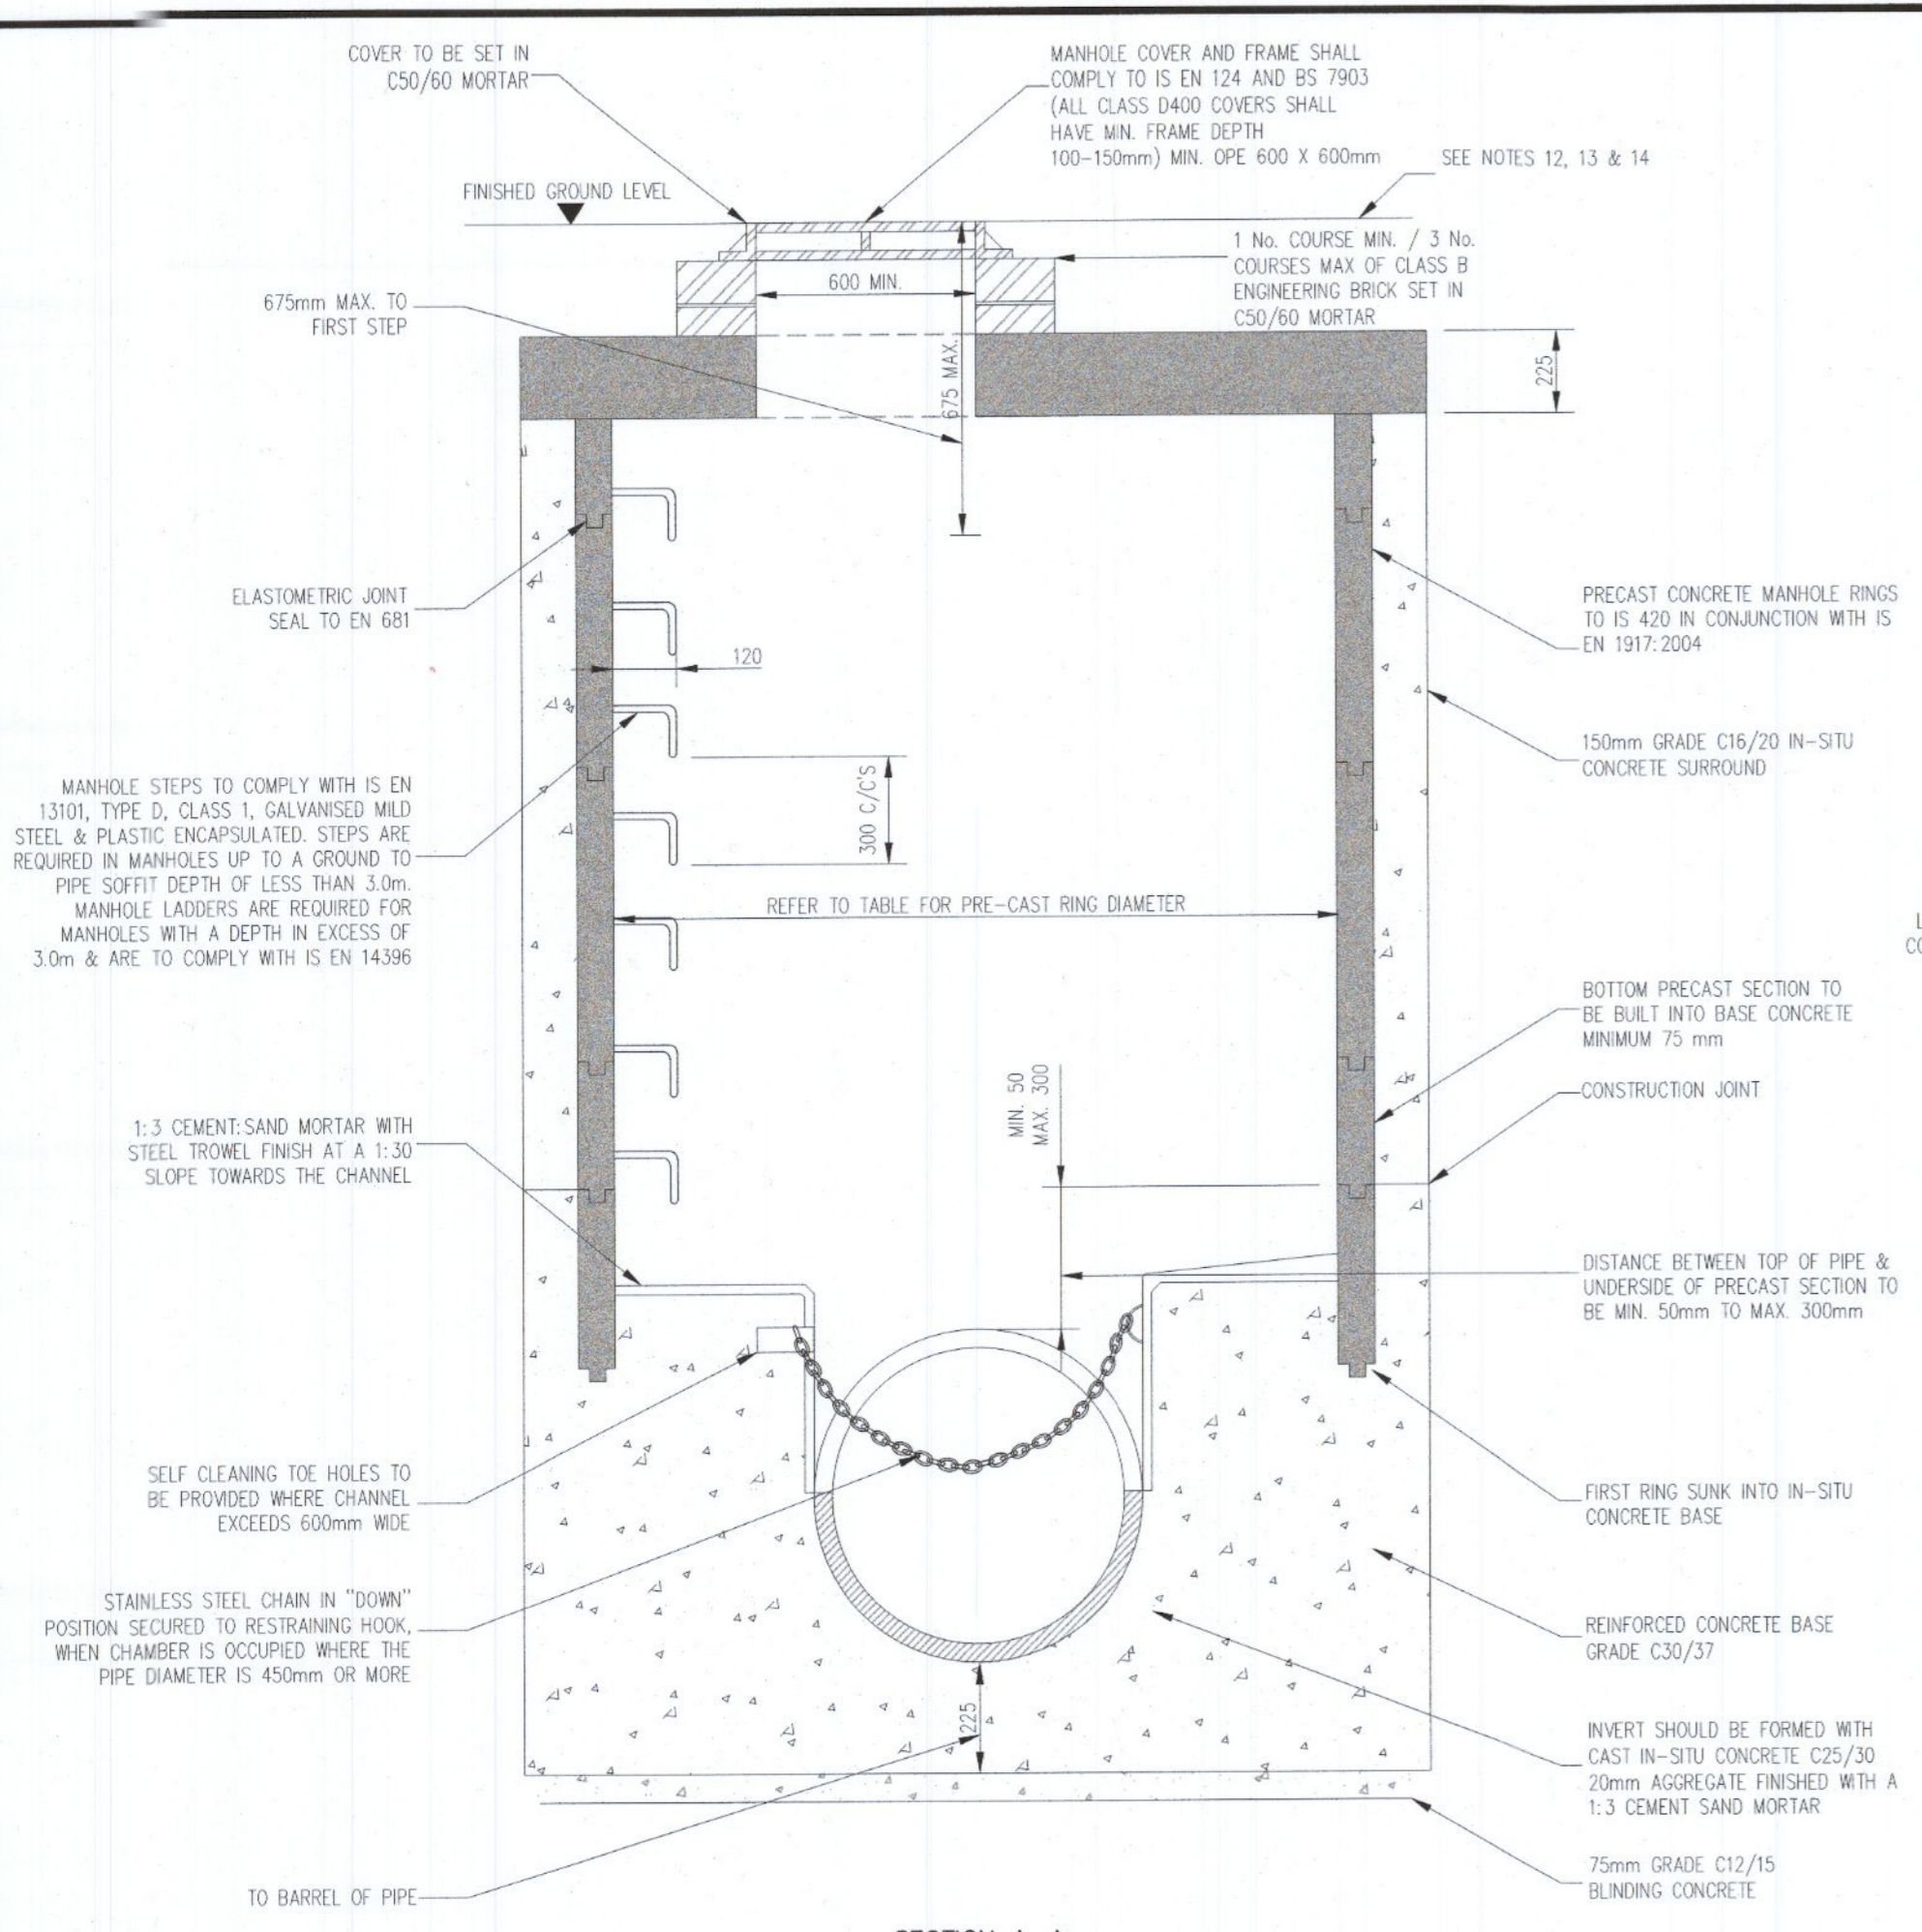 COVER TO BE SET IN
C50/60 MORTAR
MANHOLE COVER AND FRAME SHALL
COMPLY TO IS EN 124 AND BS 7903
(ALL CLASS D400 COVERS SHALL
HAVE MIN. FRAME DEPTH
100-150mm) MIN. OPE 600 X 600mm
SEE NOTES 12, 13 & 14
FINISHED GROUND LEVEL
1 No. COURSE MIN. / 3 No.
COURSES MAX OF CLASS B
ENGINEERING BRICK SET IN
C50/60 MORTAR
600 MIN.
675mm MAX. TO
FIRST STEP
675 MAX.
225
ELASTOMETRIC JOINT
SEAL TO EN 681
PRECAST CONCRETE MANHOLE RINGS
TO IS 420 IN CONJUNCTION WITH IS
EN 1917:2004
120
150mm GRADE C16/20 IN-SITU
CONCRETE SURROUND
MANHOLE STEPS TO COMPLY WITH IS EN
13101, TYPE D, CLASS 1, GALVANISED MILD
STEEL & PLASTIC ENCAPSULATED. STEPS ARE
REQUIRED IN MANHOLES UP TO A GROUND TO
PIPE SOFFIT DEPTH OF LESS THAN 3.0m.
MANHOLE LADDERS ARE REQUIRED FOR
MANHOLES WITH A DEPTH IN EXCESS OF
3.0m & ARE TO COMPLY WITH IS EN 14396
300 C/C'S
REFER TO TABLE FOR PRE-CAST RING DIAMETER
BOTTOM PRECAST SECTION TO
BE BUILT INTO BASE CONCRETE
MINIMUM 75 mm
CONSTRUCTION JOINT
MIN. 50
MAX. 300
1:3 CEMENT:SAND MORTAR WITH
STEEL TROWEL FINISH AT A 1:30
SLOPE TOWARDS THE CHANNEL
DISTANCE BETWEEN TOP OF PIPE &
UNDERSIDE OF PRECAST SECTION TO
BE MIN. 50mm TO MAX. 300mm
SELF CLEANING TOE HOLES TO
BE PROVIDED WHERE CHANNEL
EXCEEDS 600mm WIDE
FIRST RING SUNK INTO IN-SITU
CONCRETE BASE
STAINLESS STEEL CHAIN IN "DOWN"
POSITION SECURED TO RESTRAINING HOOK,
WHEN CHAMBER IS OCCUPIED WHERE THE
PIPE DIAMETER IS 450mm OR MORE
REINFORCED CONCRETE BASE
GRADE C30/37
225
INVERT SHOULD BE FORMED WITH
CAST IN-SITU CONCRETE C25/30
20mm AGGREGATE FINISHED WITH A
1:3 CEMENT SAND MORTAR
75mm GRADE C12/15
BLINDING CONCRETE
TO BARREL OF PIPE